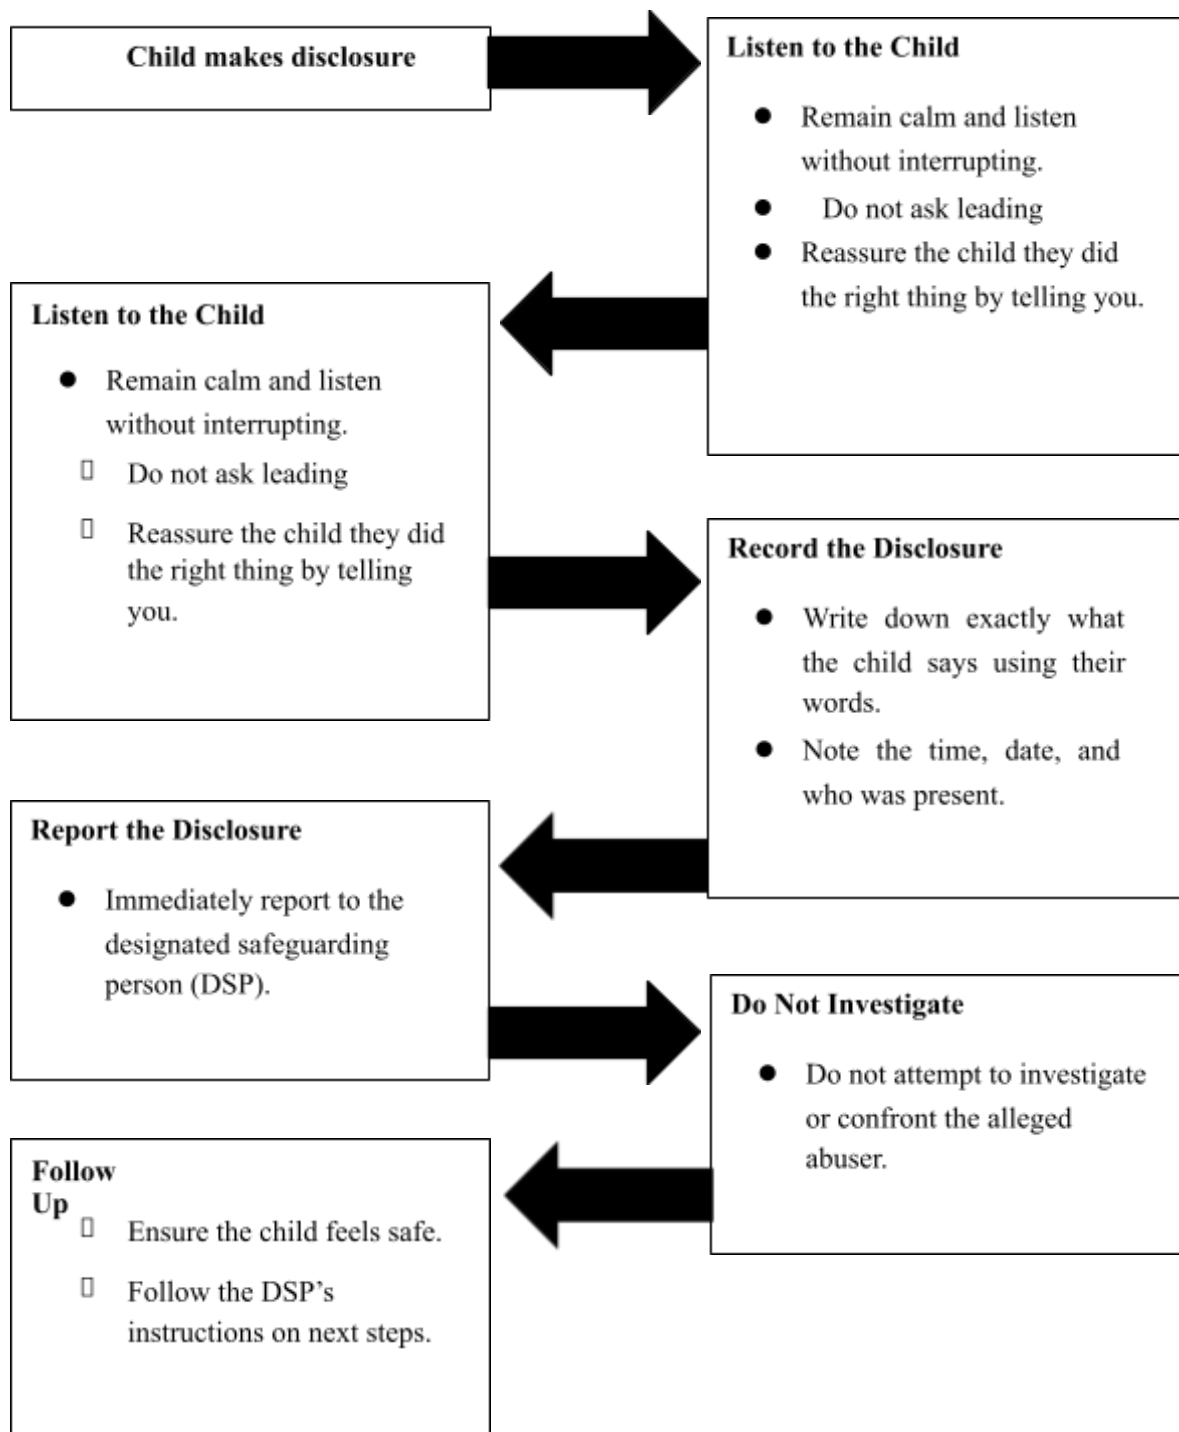 Child makes disclosure
Listen to the Child
● Remain calm and listen
without interrupting.
● Do not ask leading
● Reassure the child they did
the right thing by telling you.
Listen to the Child
● Remain calm and listen
without interrupting.
▯ Do not ask leading
▯ Reassure the child they did
the right thing by telling
you.
Record the Disclosure
● Write down exactly what
the child says using their
words.
● Note the time, date, and
who was present.
Report the Disclosure
● Immediately report to the
designated safeguarding
person (DSP).
Do Not Investigate
● Do not attempt to investigate
or confront the alleged
abuser.
Follow
Up
▯ Ensure the child feels safe.
▯ Follow the DSP’s
instructions on next steps.